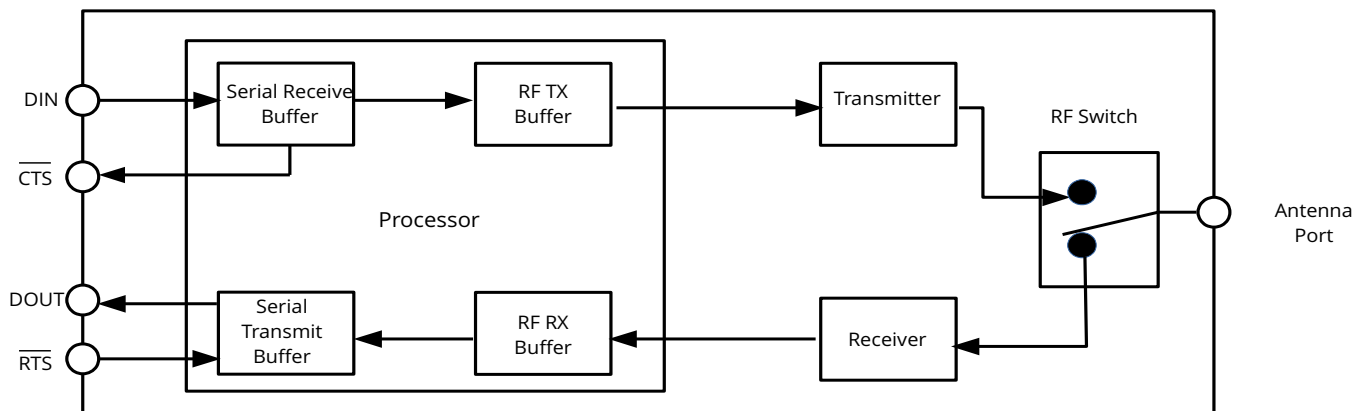 DIN
Serial Receive
Buffer
RF TX
Buffer
Transmitter
RF Switch
CTS
Processor
Antenna
Port
DOUT
Serial
Transmit
Buffer
RF RX
Buffer
Receiver
RTS